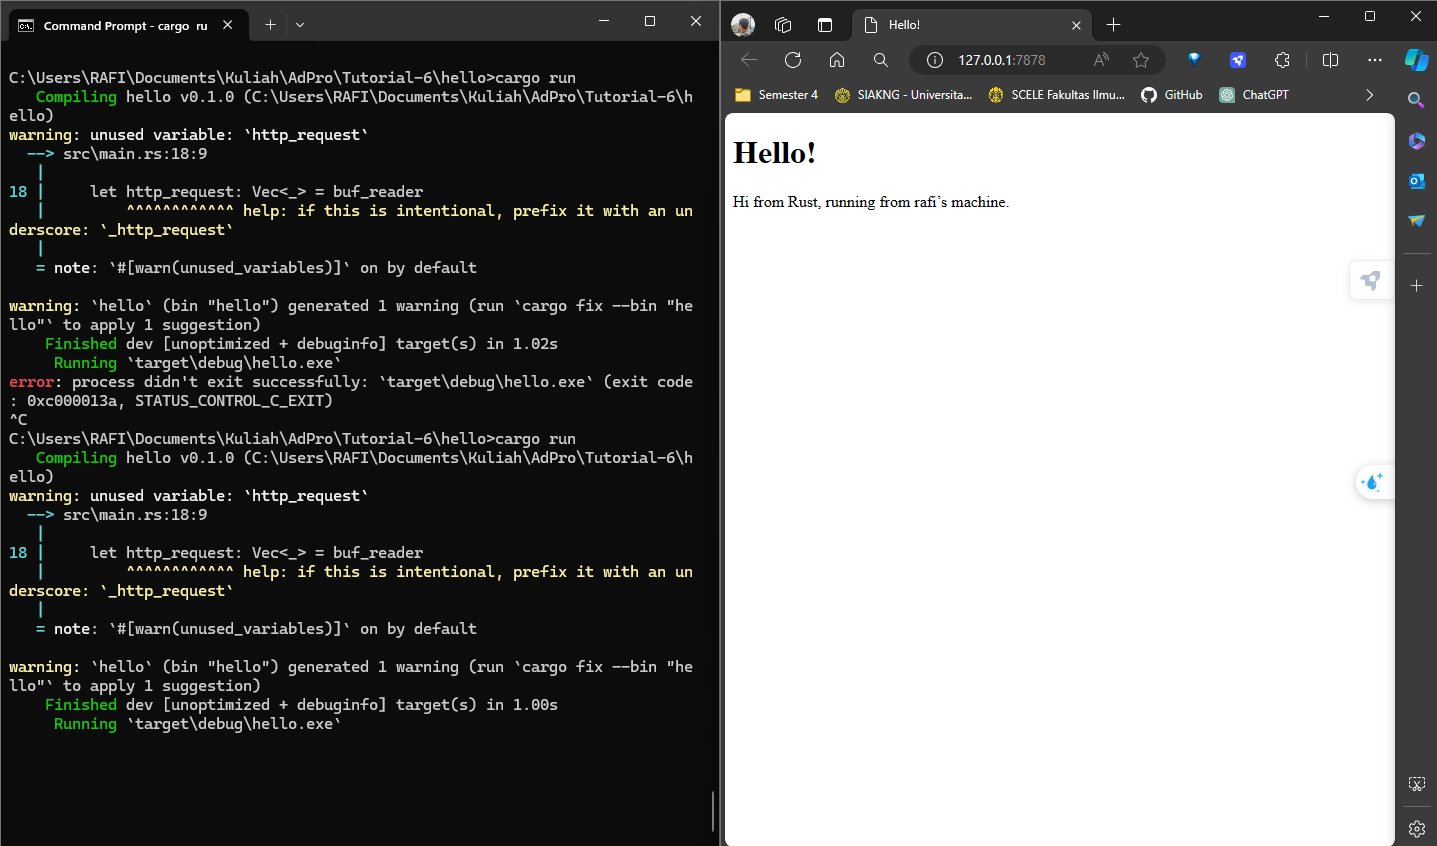 Command Prompt - cargo  ru
C:\Users\RAFI\Documents\Kuliah\AdPro\Tutorial-6\hello>cargo run
   Compiling hello v0.1.0 (C:\Users\RAFI\Documents\Kuliah\AdPro\Tutorial-6\h
ello)
warning: unused variable: `http_request`
  --> src\main.rs:18:9
   |
18 |     let http_request: Vec<_> = buf_reader
   |         ^^^^^^^^^^^^ help: if this is intentional, prefix it with an un
derscore: `_http_request`
   |
   = note: `#[warn(unused_variables)]` on by default
warning: `hello` (bin "hello") generated 1 warning (run `cargo fix --bin "he
llo"` to apply 1 suggestion)
    Finished dev [unoptimized + debuginfo] target(s) in 1.02s
     Running `target\debug\hello.exe`
error: process didn't exit successfully: `target\debug\hello.exe` (exit code
: 0xc000013a, STATUS_CONTROL_C_EXIT)
^C
C:\Users\RAFI\Documents\Kuliah\AdPro\Tutorial-6\hello>cargo run
   Compiling hello v0.1.0 (C:\Users\RAFI\Documents\Kuliah\AdPro\Tutorial-6\h
ello)
warning: unused variable: `http_request`
  --> src\main.rs:18:9
   |
18 |     let http_request: Vec<_> = buf_reader
   |         ^^^^^^^^^^^^ help: if this is intentional, prefix it with an un
derscore: `_http_request`
   |
   = note: `#[warn(unused_variables)]` on by default
warning: `hello` (bin "hello") generated 1 warning (run `cargo fix --bin "he
llo"` to apply 1 suggestion)
    Finished dev [unoptimized + debuginfo] target(s) in 1.00s
     Running `target\debug\hello.exe`
Hello!
127.0.0.1:7878
Semester 4 SIAKNG - Universita... SCELE Fakultas Ilmu... GitHub ChatGPT
Hello!
Hi from Rust, running from rafi’s machine.